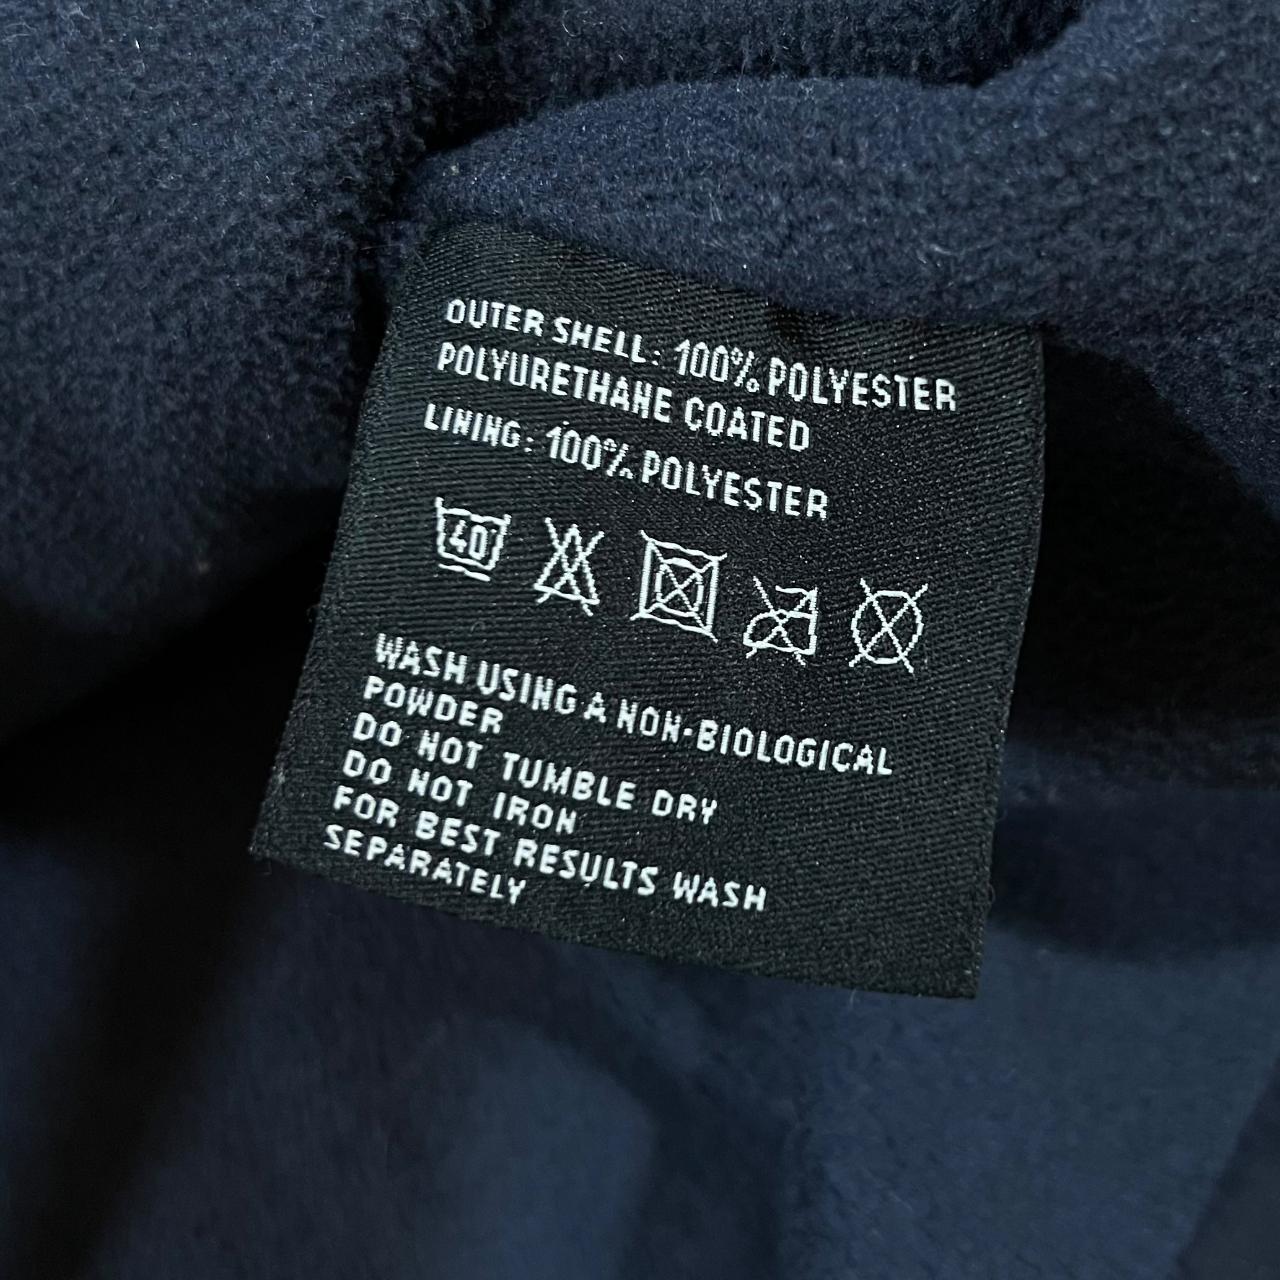 OUTER SHELL: 100% POLYESTER
POLYURETHANE COATED
LINING: 100% POLYESTER
40
WASH USING A NON-BIOLOGICAL
POWDER
DO NOT TUMBLE DRY
DO NOT IRON
FOR BEST RESULTS WASH
SEPARATELY